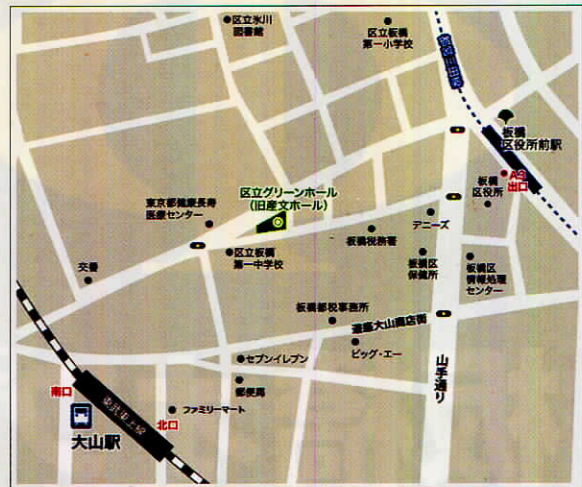 区立氷川
図書館
区立板橋
第一小学校
都営三田線
板橋
区役所前駅
A3
出口
板橋
区役所
区立グリーンホール
(旧産文ホール)
東京都健康長寿
医療センター
デニーズ
板橋税務署
区立板橋
第一中学校
板橋区
保健所
板橋区
情報処理
センター
交番
板橋都税事務所
遊座大山商店街
ビッグ・エー
山手通り
セブンイレブン
郵便局
南口
東武東上線
北口
ファミリーマート
大山駅